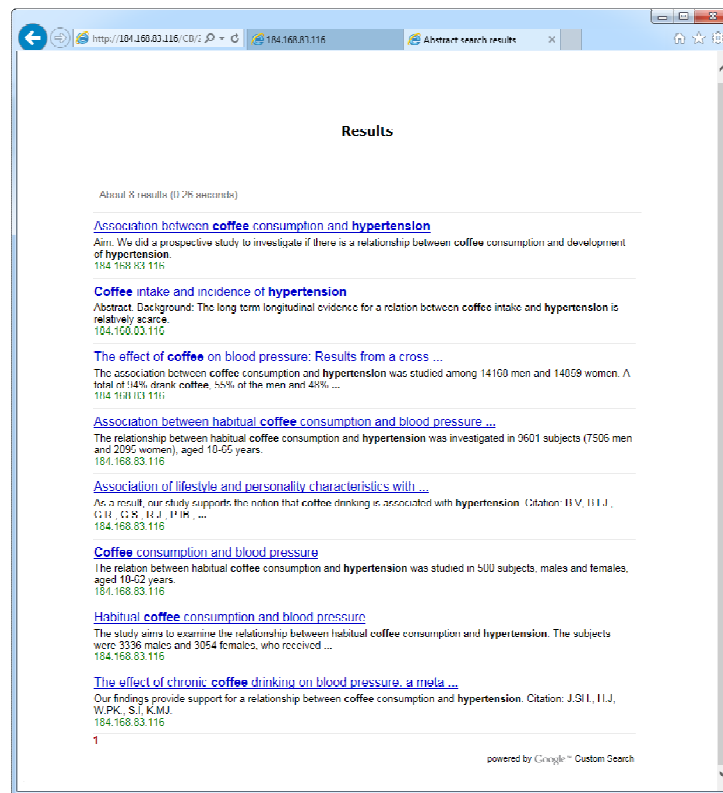 http://184.168.83.116/CB/2
184.168.83.116
Abstract search results
Results
About 8 results (0.26 seconds)
Association between coffee consumption and hypertension
Aim. We did a prospective study to investigate if there is a relationship between coffee consumption and development
of hypertension.
184.168.83.116
Coffee intake and incidence of hypertension
Abstract. Background: The long term longitudinal evidence for a relation between coffee intake and hypertension is
relatively scarce.
184.168.83.116
The effect of coffee on blood pressure: Results from a cross ...
The association between coffee consumption and hypertension was studied among 14168 men and 14859 women. A
total of 94% drank coffee, 55% of the men and 48% ...
184.168.83.116
Association between habitual coffee consumption and blood pressure ...
The relationship between habitual coffee consumption and hypertension was investigated in 9601 subjects (7506 men
and 2095 women), aged 18-65 years.
184.168.83.116
Association of lifestyle and personality characteristics with ...
As a result, our study supports the notion that coffee drinking is associated with hypertension. Citation: B.V,
184.168.83.116
Coffee consumption and blood pressure
The relation between habitual coffee consumption and hypertension was studied in 500 subjects, males and females,
aged 18-62 years.
184.168.83.116
Habitual coffee consumption and blood pressure
The study aims to examine the relationship between habitual coffee consumption and hypertension. The subjects
were 3336 males and 3054 females, who received ...
184.168.83.116
The effect of chronic coffee drinking on blood pressure. a meta ...
Our findings provide support for a relationship between coffee consumption and hypertension. Citation: J.SH., H.J,
W.PK., S.I, K.MJ.
184.168.83.116
1
powered by Google™ Custom Search